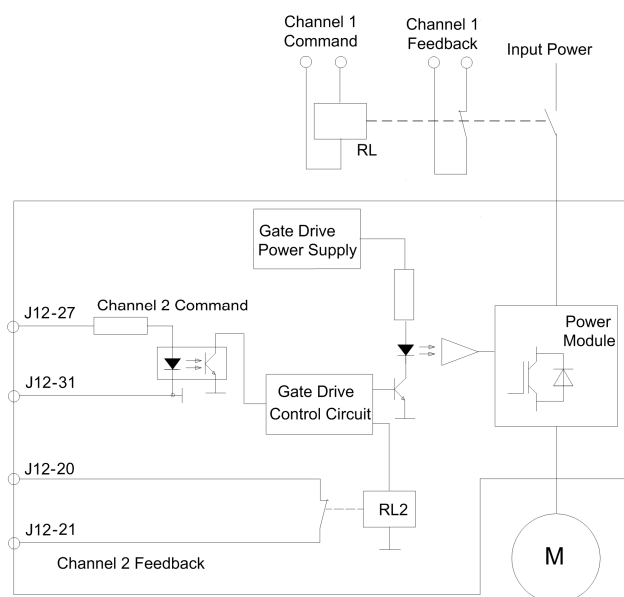 Channel 1
Command
Channel 1
Feedback
Input Power
RL
Gate Drive
Power Supply
J12-27
Channel 2 Command
Power
Module
J12-31
Gate Drive
Control Circuit
J12-20
RL2
J12-21
Channel 2 Feedback
M